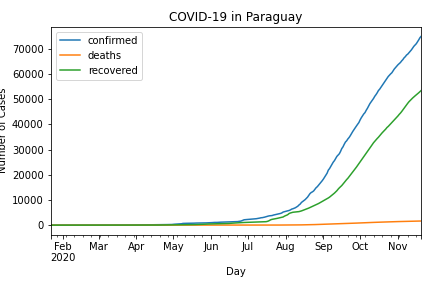 COVID-19 in Paraguay
confirmed
deaths
recovered
70000
60000
50000
40000
30000
20000
10000
0
Number of Cases
Feb Mar Apr May Jun Jul Aug Sep Oct Nov
2020
Day